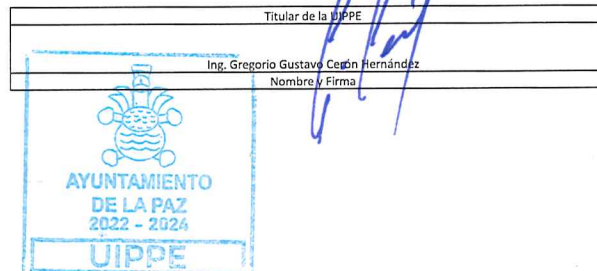 Titular de la UIPPE
Ing. Gregorio Gustavo Cerón Hernández
Nombre y Firma
AYUNTAMIENTO
DE LA PAZ
2022 - 2024
UIPPE